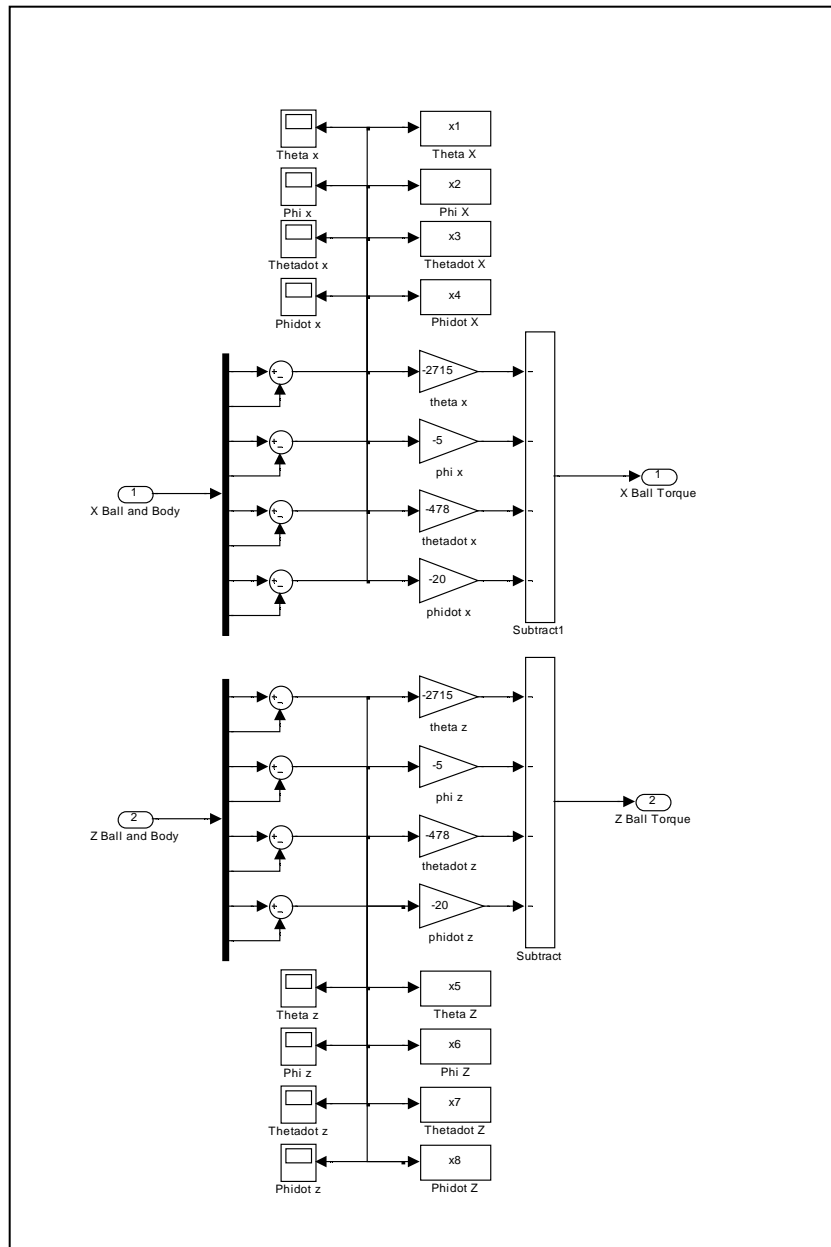 x1
Theta x
Theta X
x2
Phi x
Phi X
x3
Thetadot x
Thetadot X
x4
Phidot x
Phidot X
+
−
-2715
−
theta x
+
−
-5
−
phi x
1
X Ball and Body
1
X Ball Torque
+
−
-478
−
thetadot x
+
−
-20
−
phidot x
Subtract1
+
−
-2715
−
theta z
+
−
-5
−
phi z
2
Z Ball and Body
2
Z Ball Torque
+
−
-478
−
thetadot z
+
−
-20
−
phidot z
Subtract
x5
Theta z
Theta Z
x6
Phi z
Phi Z
x7
Thetadot z
Thetadot Z
x8
Phidot z
Phidot Z